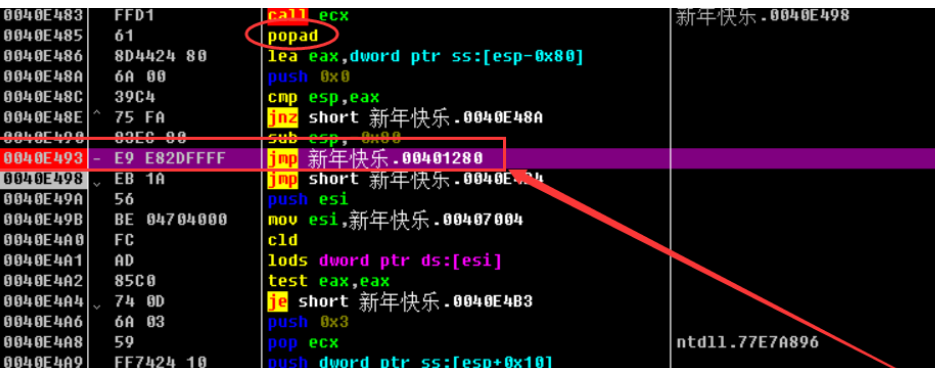 0040E483 FFD1 call ecx 新年快乐.0040E498
0040E485 61 popad
0040E486 8D4424 80 lea eax,dword ptr ss:[esp-0x80]
0040E48A 6A 00 push 0x0
0040E48C 39C4 cmp esp,eax
0040E48E ^ 75 FA jnz short 新年快乐.0040E48A
0040E490 83EC 80 sub esp,-0x80
0040E493 - E9 E82DFFFF jmp 新年快乐.00401280
0040E498 EB 1A jmp short 新年快乐.0040E4B4
0040E49A 56 push esi
0040E49B BE 04704000 mov esi,新年快乐.00407004
0040E4A0 FC cld
0040E4A1 AD lods dword ptr ds:[esi]
0040E4A2 85C0 test eax,eax
0040E4A4 74 0D je short 新年快乐.0040E4B3
0040E4A6 6A 03 push 0x3
0040E4A8 59 pop ecx ntdll.77E7A896
0040E4A9 FF7424 10 push dword ptr ss:[esp+0x10]